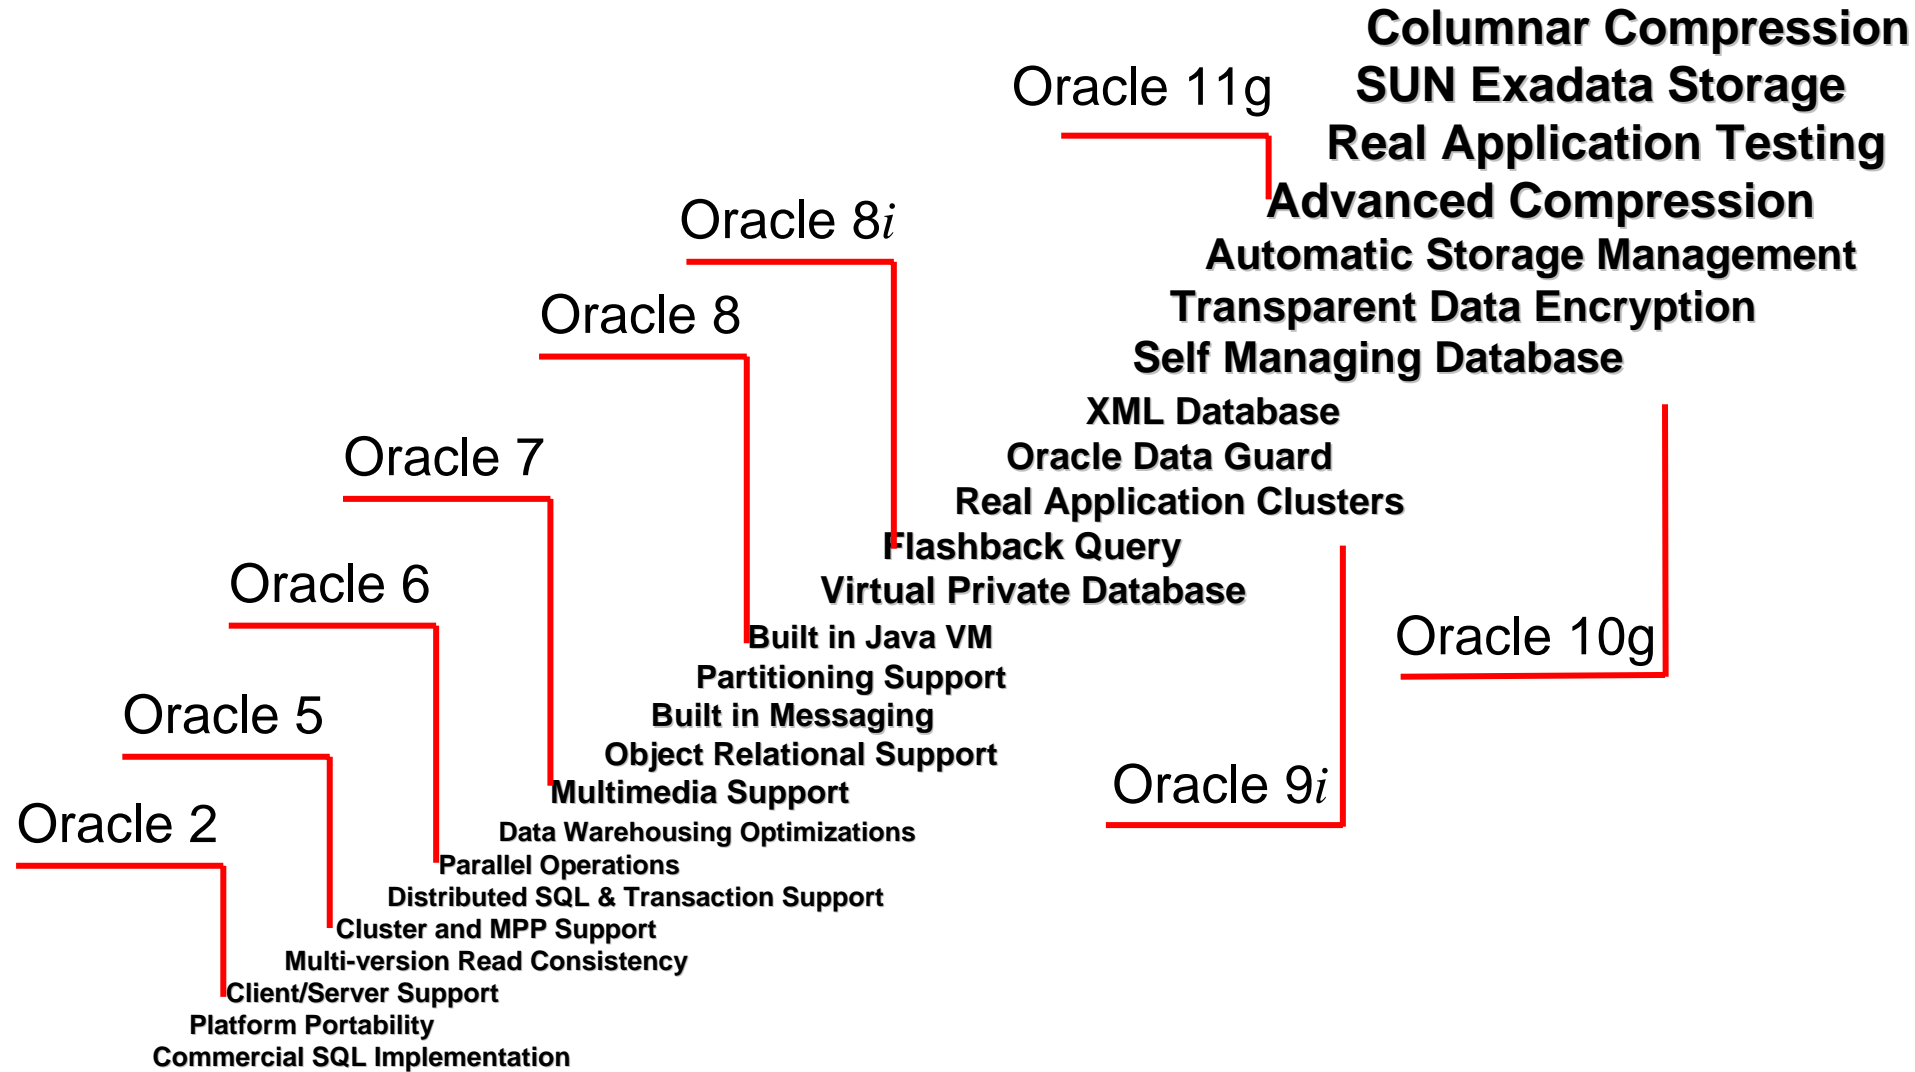 Columnar Compression
Oracle 11g
SUN Exadata Storage
Real Application Testing
Advanced Compression
Oracle 8i
Automatic Storage Management
Transparent Data Encryption
Oracle 8
Self Managing Database
XML Database
Oracle 7
Oracle Data Guard
Real Application Clusters
Flashback Query
Oracle 6
Virtual Private Database
Built in Java VM
Oracle 10g
Partitioning Support
Oracle 5
Built in Messaging
Object Relational Support
Oracle 9i
Multimedia Support
Oracle 2
Data Warehousing Optimizations
Parallel Operations
Distributed SQL & Transaction Support
Cluster and MPP Support
Multi-version Read Consistency
Client/Server Support
Platform Portability
Commercial SQL Implementation